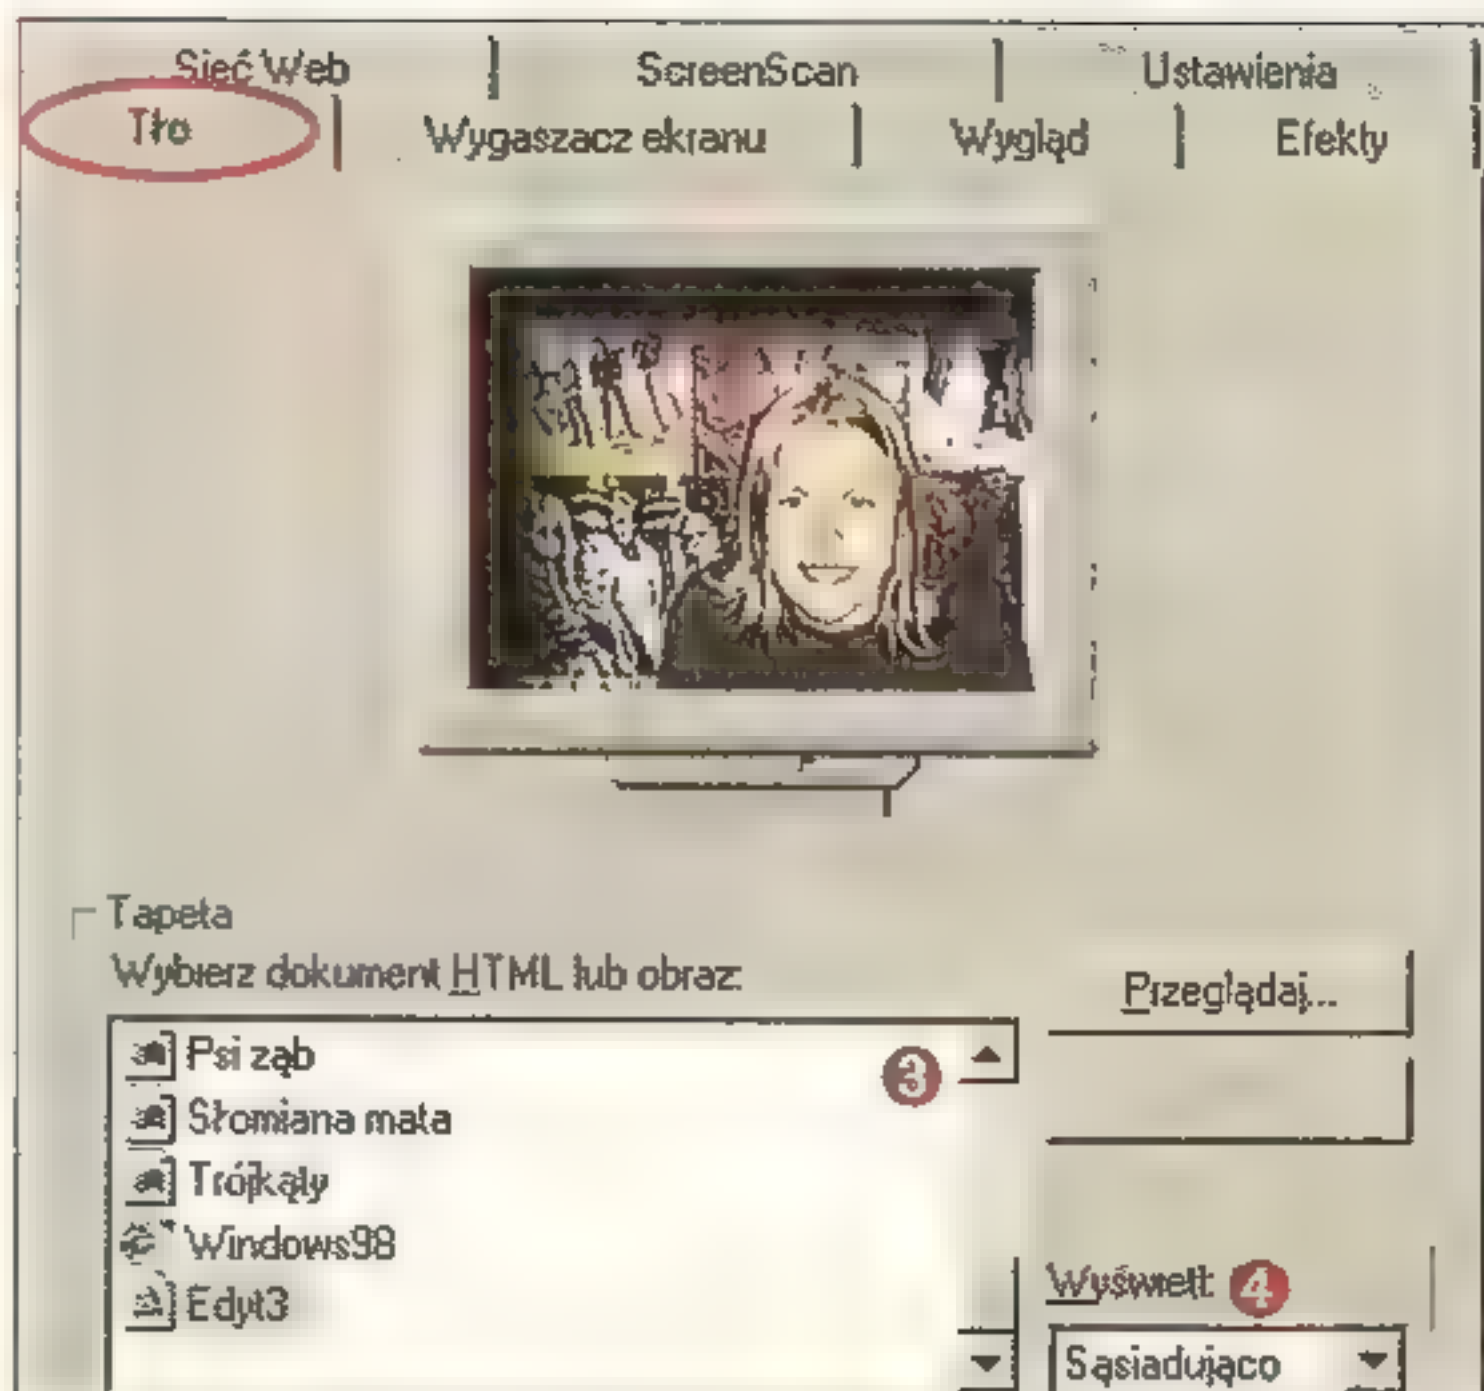 Sieć Web ScreenScan Ustawienia
Tło Wygaszacz ekranu Wygląd Efekty
Tapeta
Wybierz dokument HTML lub obraz:
Przeglądaj...
Psi ząb
3
Słomiana mata
Trójkąty
Windows98
Wyświetl: 4
Edyt3
Sąsiadująco